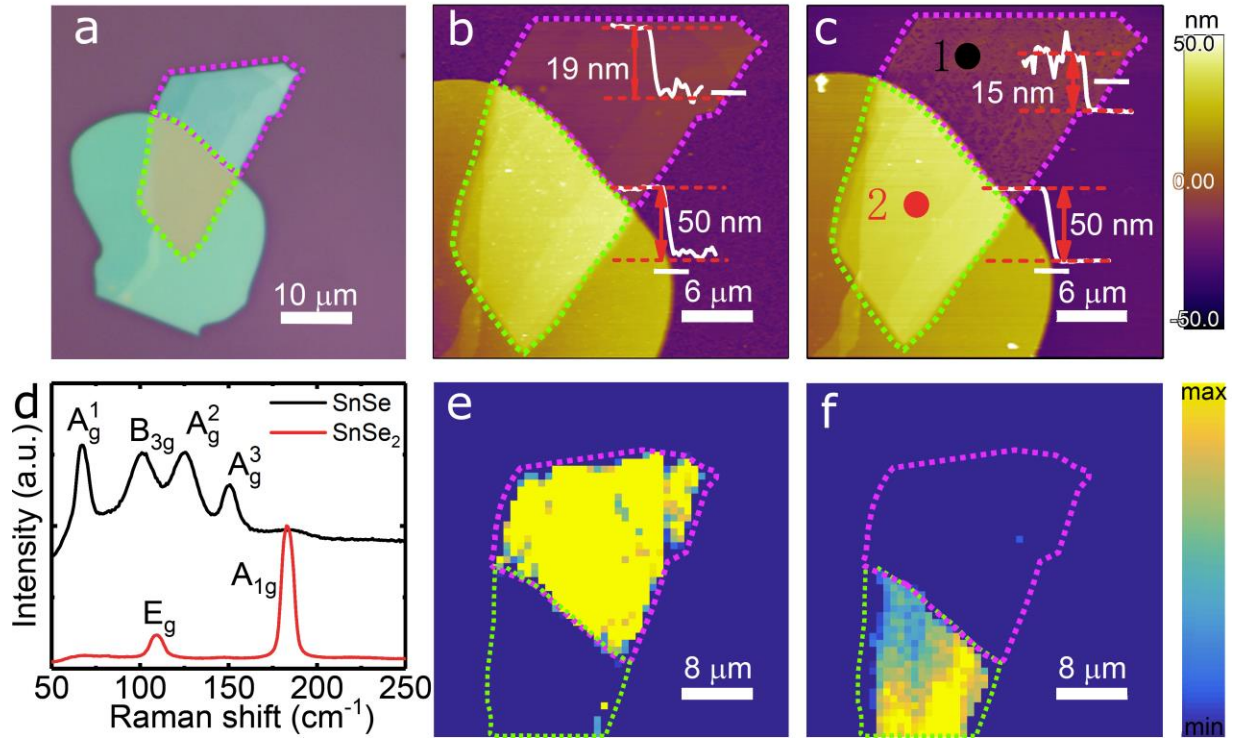 a
10 μm
b
19 nm
50 nm
6 μm
c
1
15 nm
2
50 nm
6 μm
nm
50.0
0.00
-50.0
d
SnSe
SnSe₂
A¹g
B₃g
A²g
A³g
Eg
A₁g
Intensity (a.u.)
50 100 150 200 250
Raman shift (cm⁻¹)
e
8 μm
f
8 μm
max
min